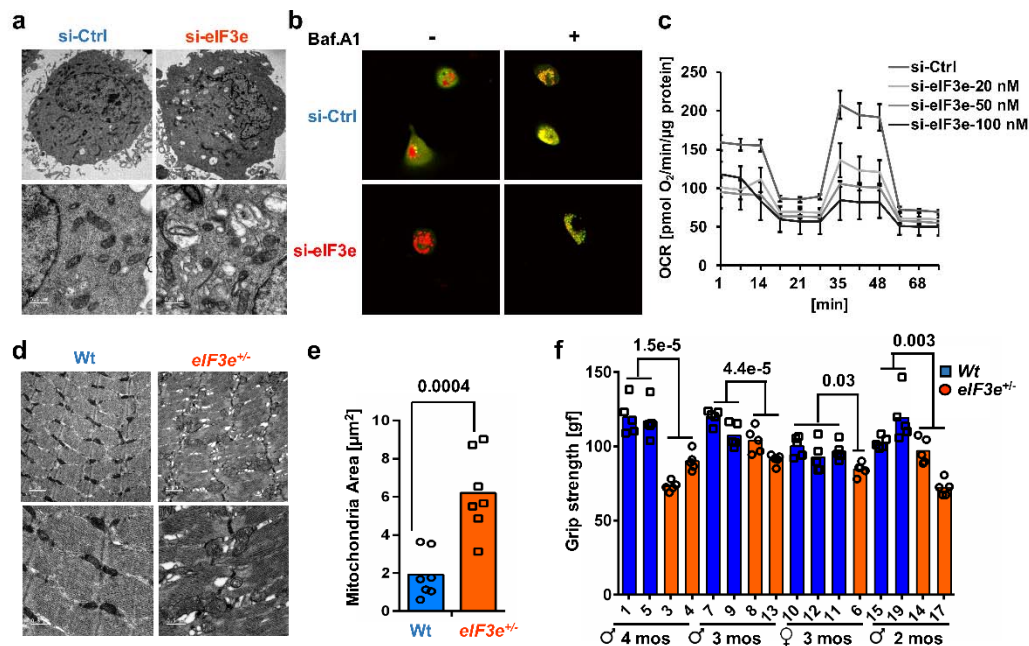 a
si-Ctrl si-eIF3e
b
Baf.A1 - +
si-Ctrl
si-eIF3e
c
OCR [pmol O₂/min/µg protein]
250
200
150
100
50
0
1 14 21 35 48 68
[min]
si-Ctrl
si-eIF3e-20 nM
si-eIF3e-50 nM
si-eIF3e-100 nM
d
Wt eIF3e+/-
e
Mitochondria Area [µm²]
10
8
6
4
2
0
0.0004
Wt eIF3e+/-
f
Grip strength [gf]
150
100
50
0
1.5e-5
4.4e-5
0.03
0.003
Wt
eIF3e+/-
1 5 3 4 7 9 8 13 10 12 11 6 15 19 14 17
♂ 4 mos ♂ 3 mos ♀ 3 mos ♂ 2 mos